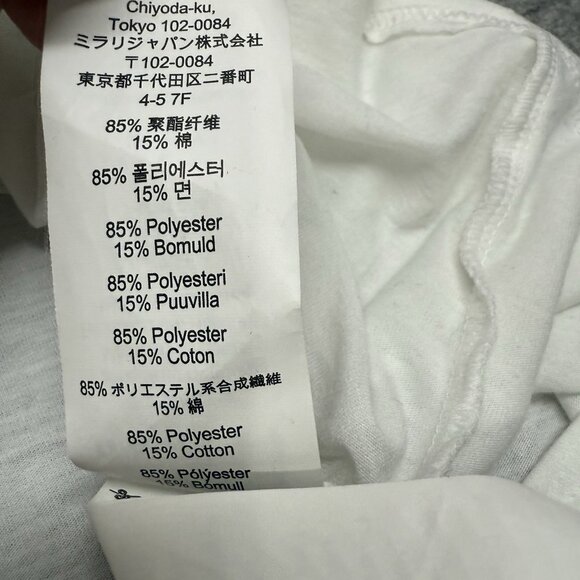 Chiyoda-ku,
Tokyo 102-0084
ミラリジャパン株式会社
〒102-0084
東京都千代田区二番町
4-5 7F
85% 聚酯纤维
15% 棉
85% 폴리에스터
15% 면
85% Polyester
15% Bomuld
85% Polyesteri
15% Puuvilla
85% Polyester
15% Coton
85% ポリエステル系合成繊維
15% 綿
85% Polyester
15% Cotton
85% Pólýester
15% Bómull